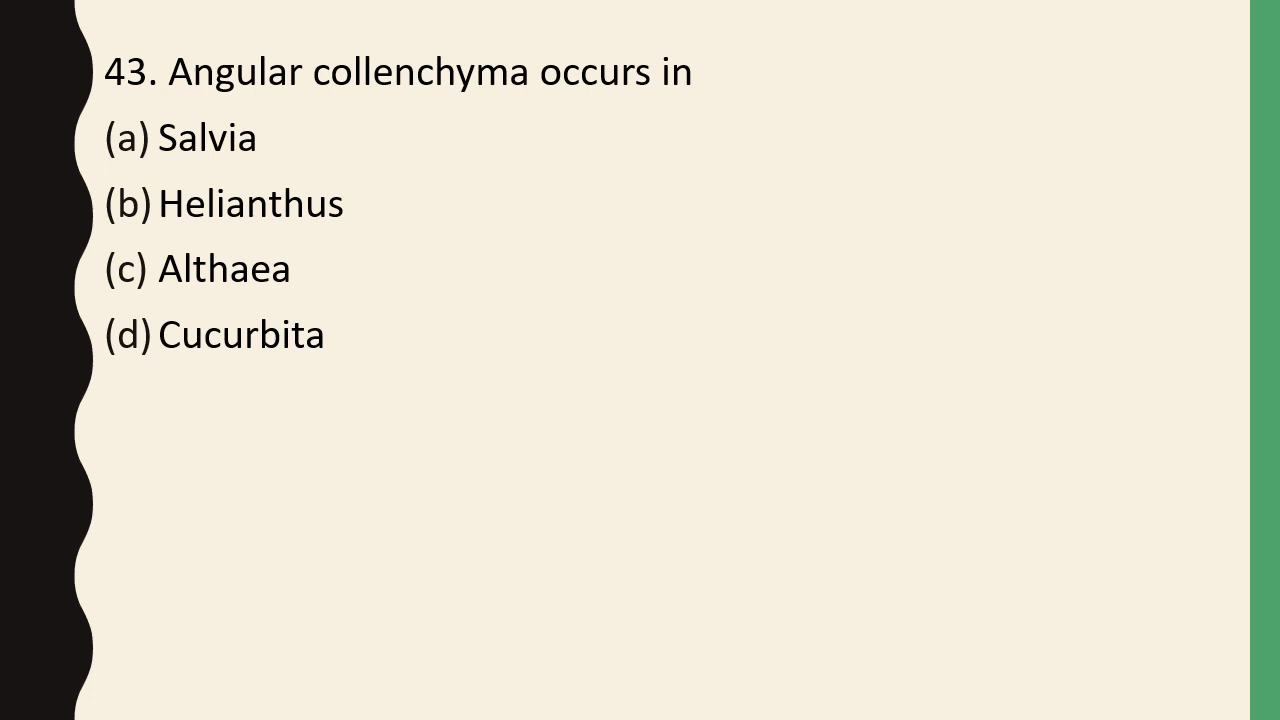 43. Angular collenchyma occurs in
(a) Salvia
(b) Helianthus
(c) Althaea
(d) Cucurbita